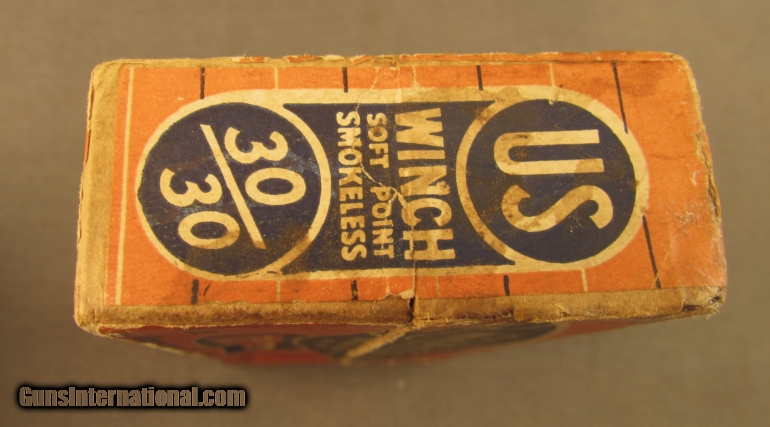 US
WINCH
SOFT POINT
SMOKELESS
30/30
GunsInternational.com